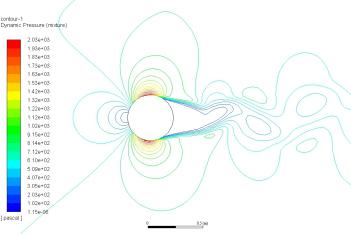 contour-1
Dynamic Pressure (mixture)
2.03e+03
1.93e+03
1.83e+03
1.73e+03
1.63e+03
1.53e+03
1.42e+03
1.32e+03
1.22e+03
1.12e+03
1.02e+03
9.15e+02
8.14e+02
7.12e+02
6.10e+02
5.09e+02
4.07e+02
3.05e+02
2.03e+02
1.02e+02
1.15e-06
[ pascal ]
0